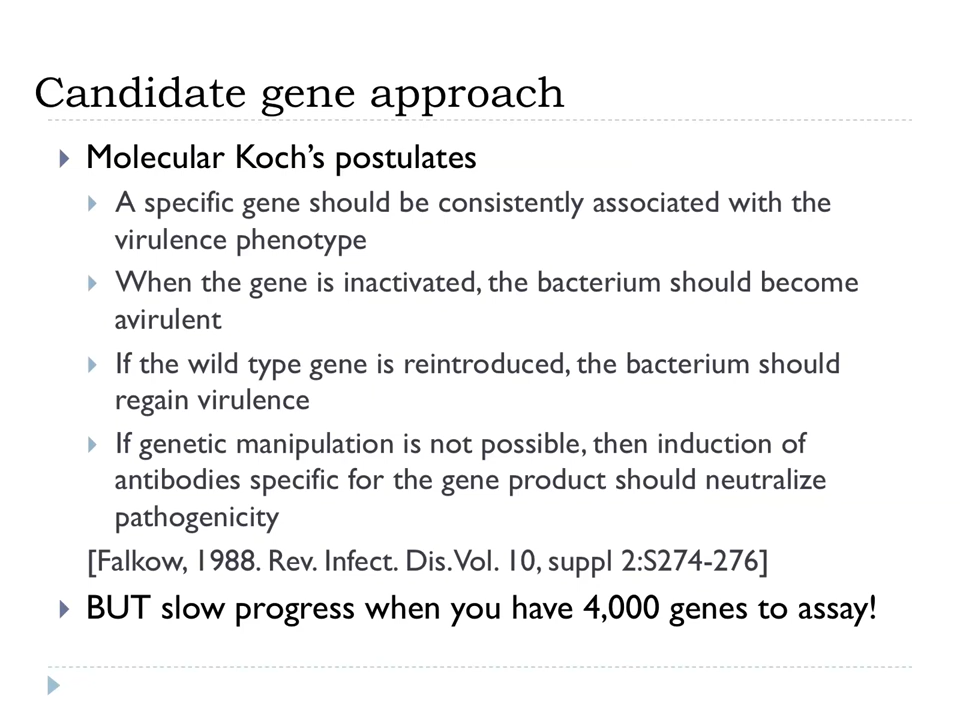 Candidate gene approach
Molecular Koch's postulates
A specific gene should be consistently associated with the
virulence phenotype
When the gene is inactivated, the bacterium should become
avirulent
If the wild type gene is reintroduced, the bacterium should
regain virulence
If genetic manipulation is not possible, then induction of
antibodies specific for the gene product should neutralize
pathogenicity
[Falkow, 1988. Rev. Infect. Dis. Vol. 10, suppl 2:S274-276]
BUT slow progress when you have 4,000 genes to assay!